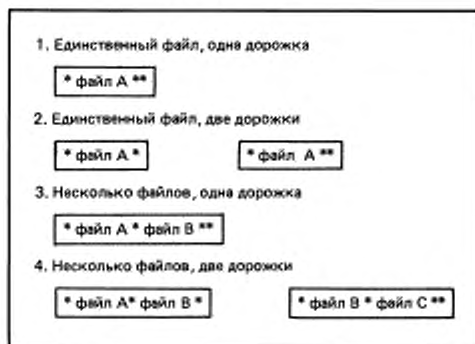 1. Единственный файл, одна дорожка
* файл А **
2. Единственный файл, две дорожки
* файл А * * файл А **
3. Несколько файлов, одна дорожка
* файл А * файл В **
4. Несколько файлов, две дорожки
* файл А* файл В * * файл В * файл С **